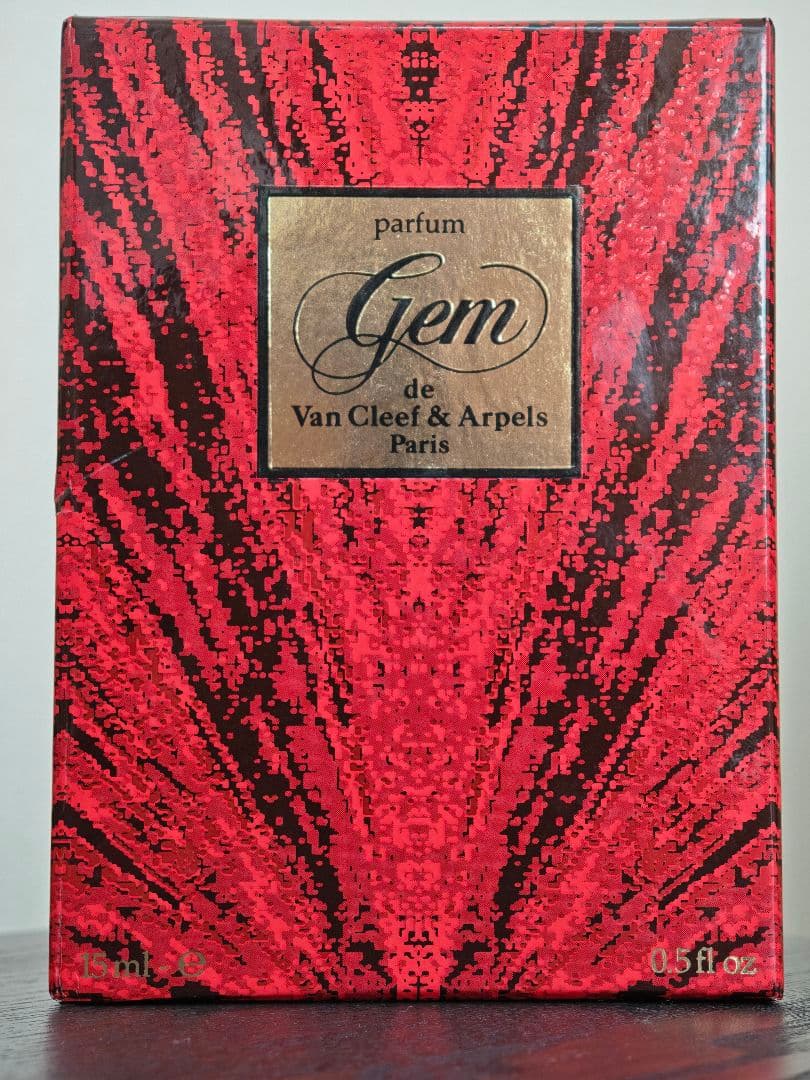 parfum
Gem
de
Van Cleef & Arpels
Paris
15 ml - ℮
0.5 fl oz